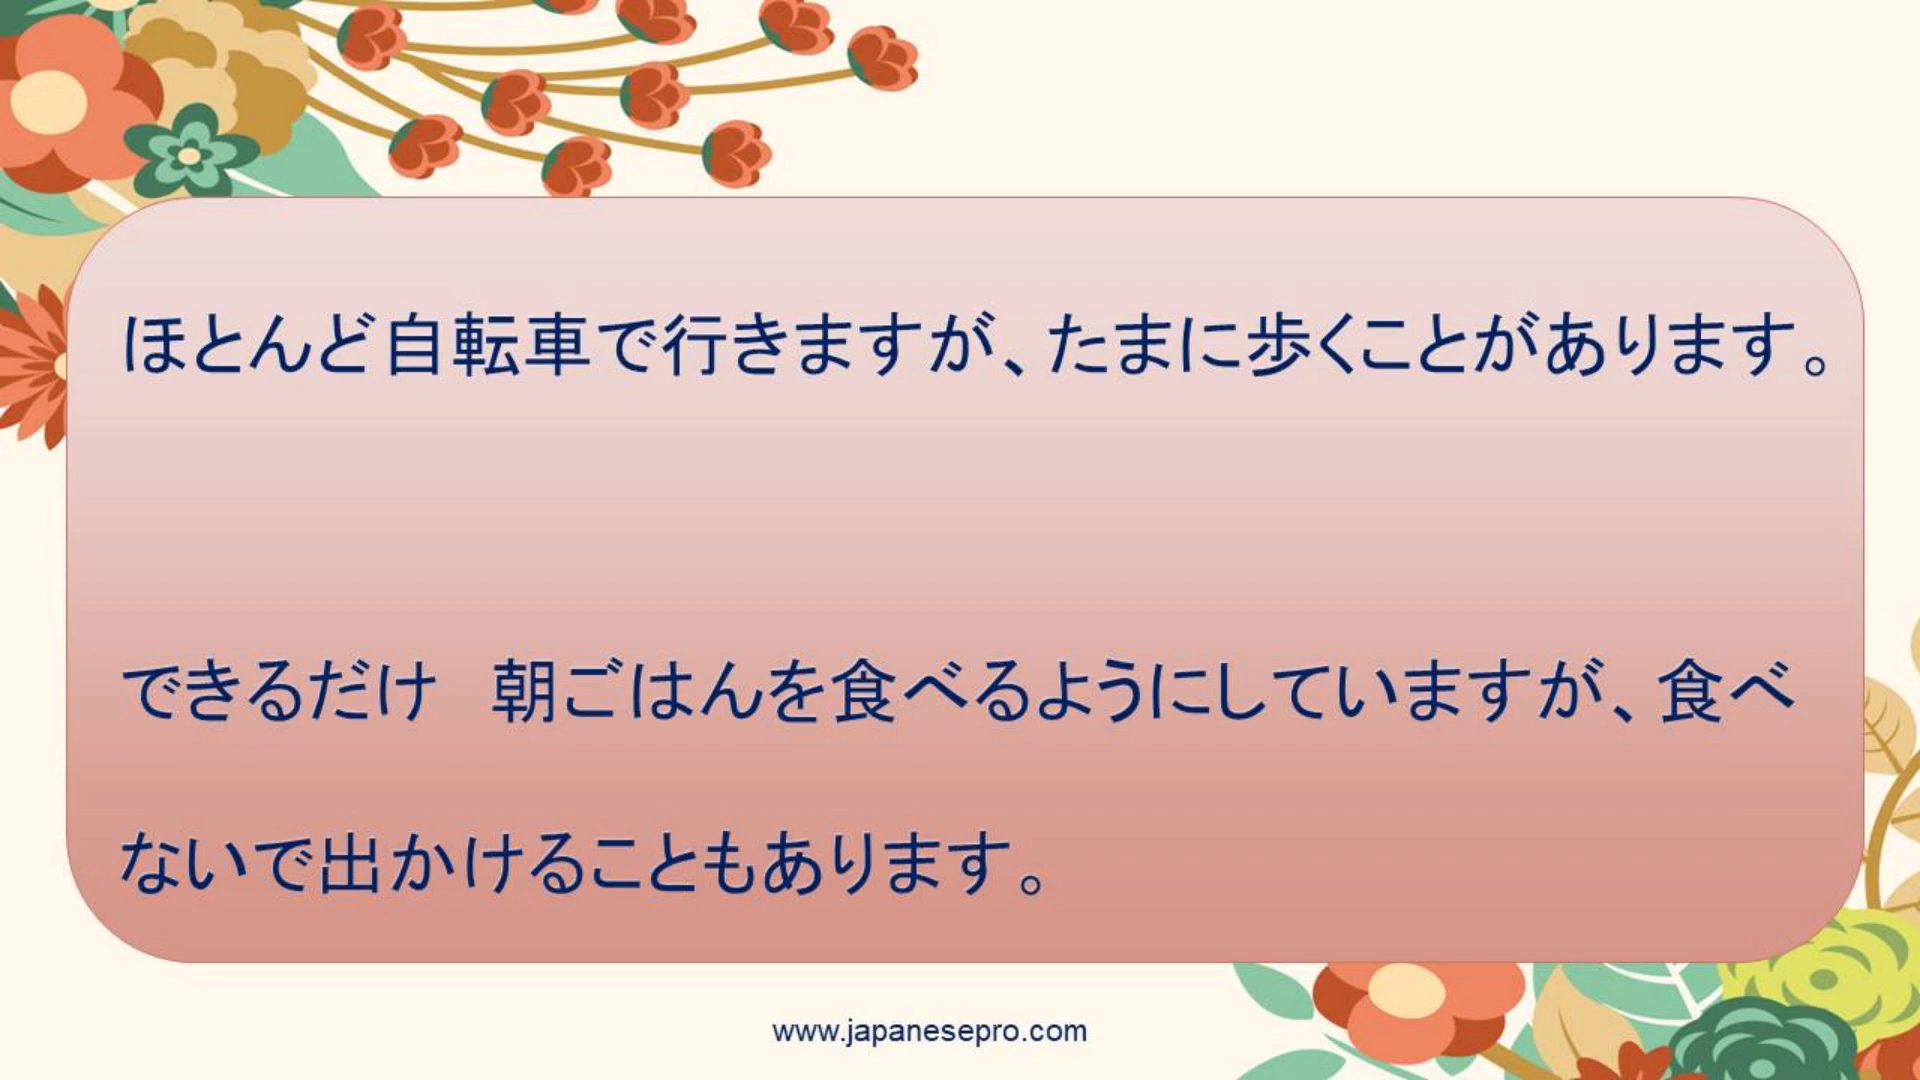 ほとんど自転車で行きますが、たまに歩くことがあります。
できるだけ　朝ごはんを食べるようにしていますが、食べ
ないで出かけることもあります。
www.japanesepro.com